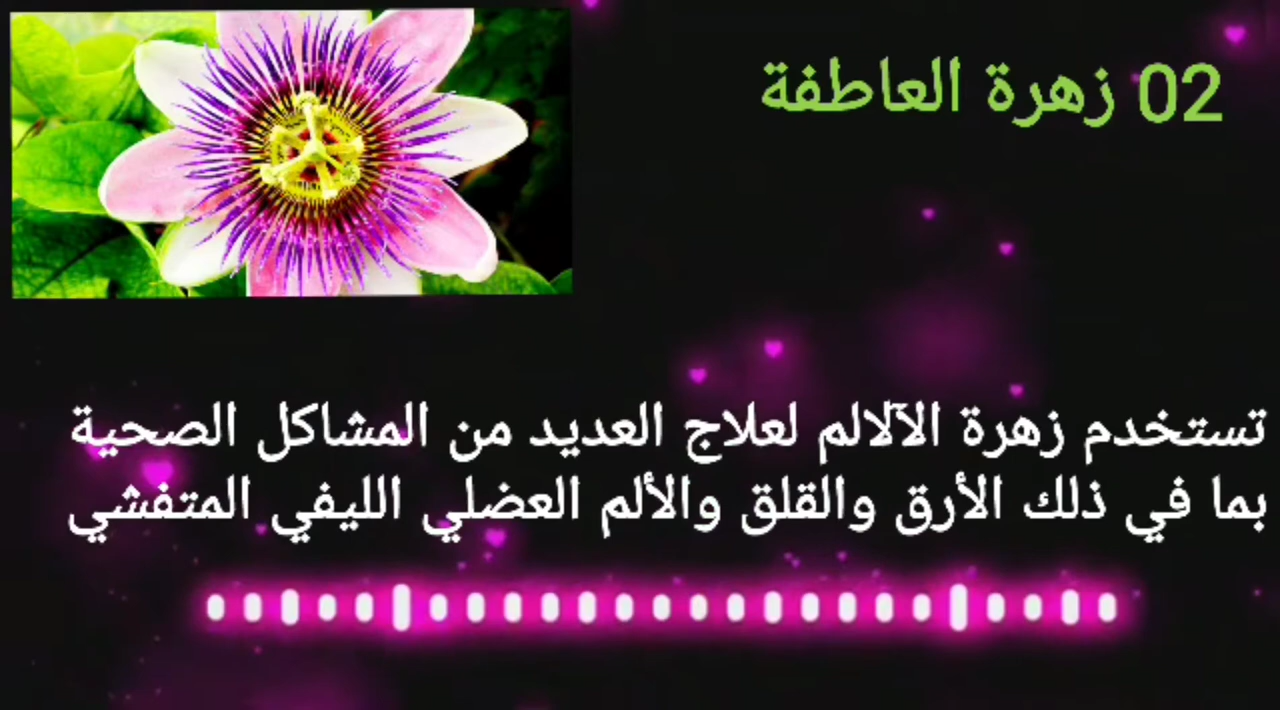 02 زهرة العاطفة
تستخدم زهرة الآلالم لعلاج العديد من المشاكل الصحية
بما في ذلك الأرق والقلق والألم العضلي الليفي المتفشي